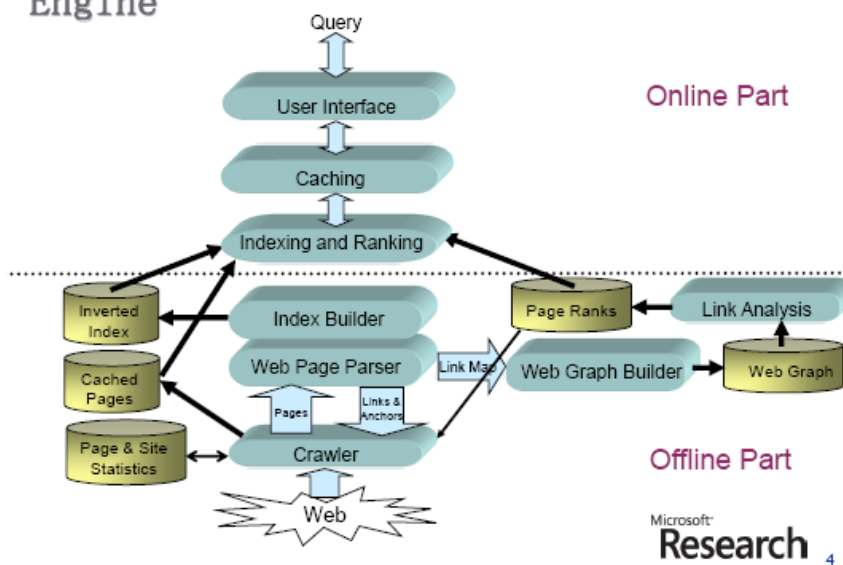 Engine
Query
User Interface
Online Part
Caching
Indexing and Ranking
Inverted
Index
Index Builder
Page Ranks
Link Analysis
Cached
Pages
Web Page Parser
Link Map
Web Graph Builder
Web Graph
Pages
Links &
Anchors
Page & Site
Statistics
Crawler
Offline Part
Web
Microsoft
Research
4